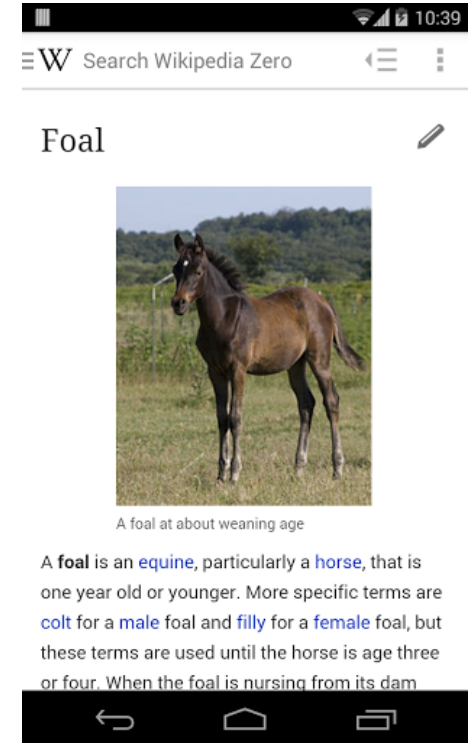 10:39
W Search Wikipedia Zero
Foal
A foal at about weaning age
A foal is an equine, particularly a horse, that is
one year old or younger. More specific terms are
colt for a male foal and filly for a female foal, but
these terms are used until the horse is age three
or four. When the foal is nursing from its dam